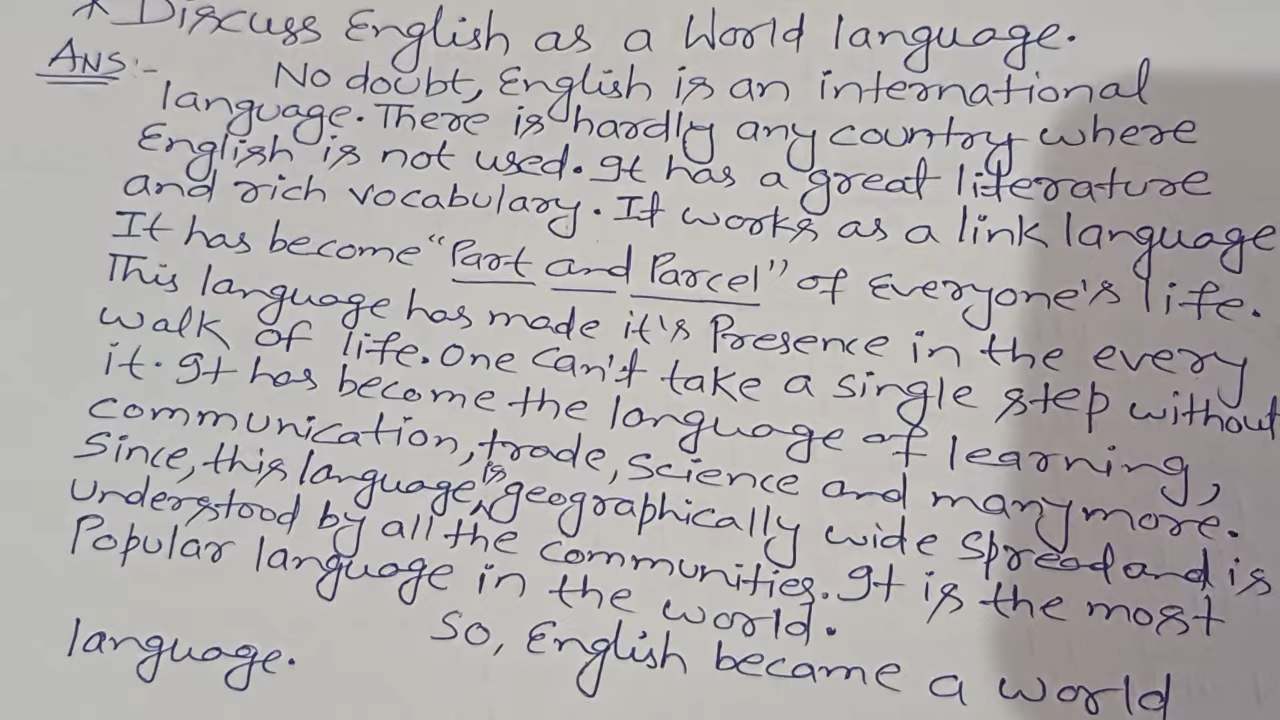 * Discuss English as a World language.
Ans:- No doubt, English is an international
language. There is hardly any country where
English is not used. It has a great literature
and rich vocabulary. It works as a link language
It has become "Part and Parcel" of everyone's life.
This language has made it's Presence in the every
walk of life. One can't take a single step without
it. It has become the language of learning,
communication, trade, science and many more.
Since, this language is geographically wide spread and is
understood by all the communities. It is the most
Popular language in the world.
So, English became a world
language.